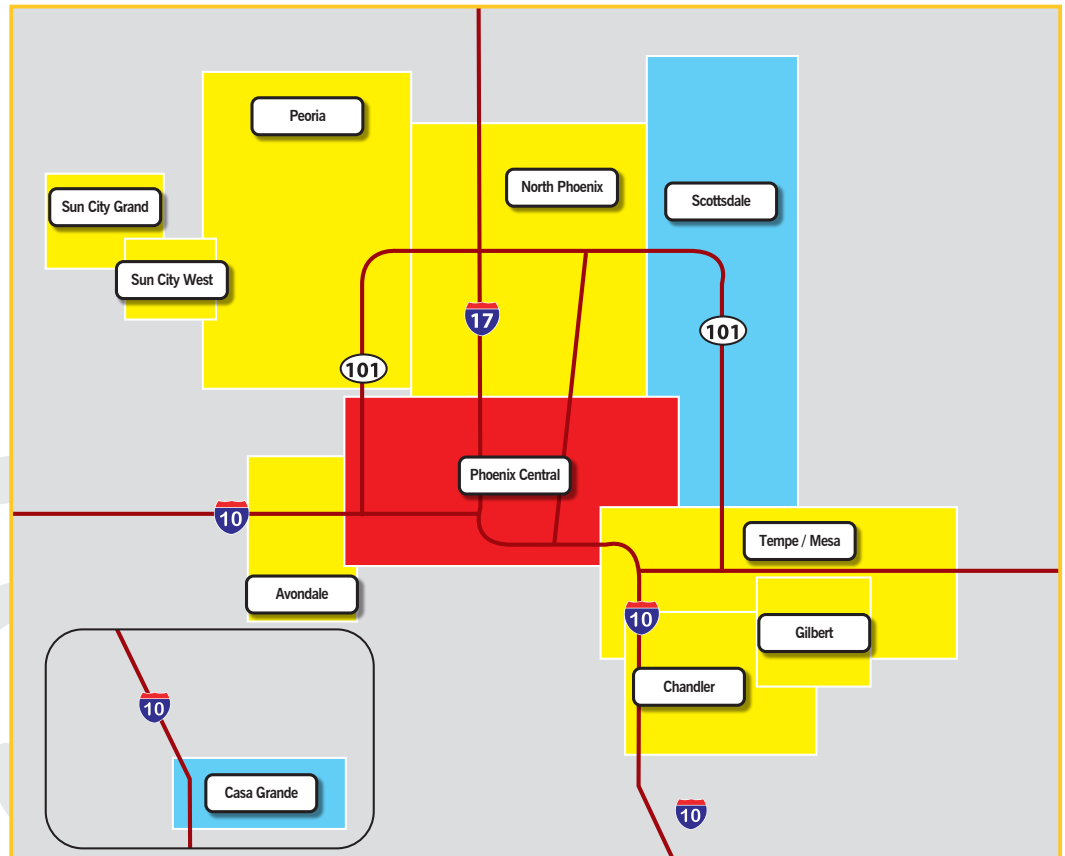 Peoria
North Phoenix
Scottsdale
Sun City Grand
Sun City West
17
101
101
Phoenix Central
10
Tempe / Mesa
Avondale
10
Gilbert
Chandler
10
Casa Grande
10